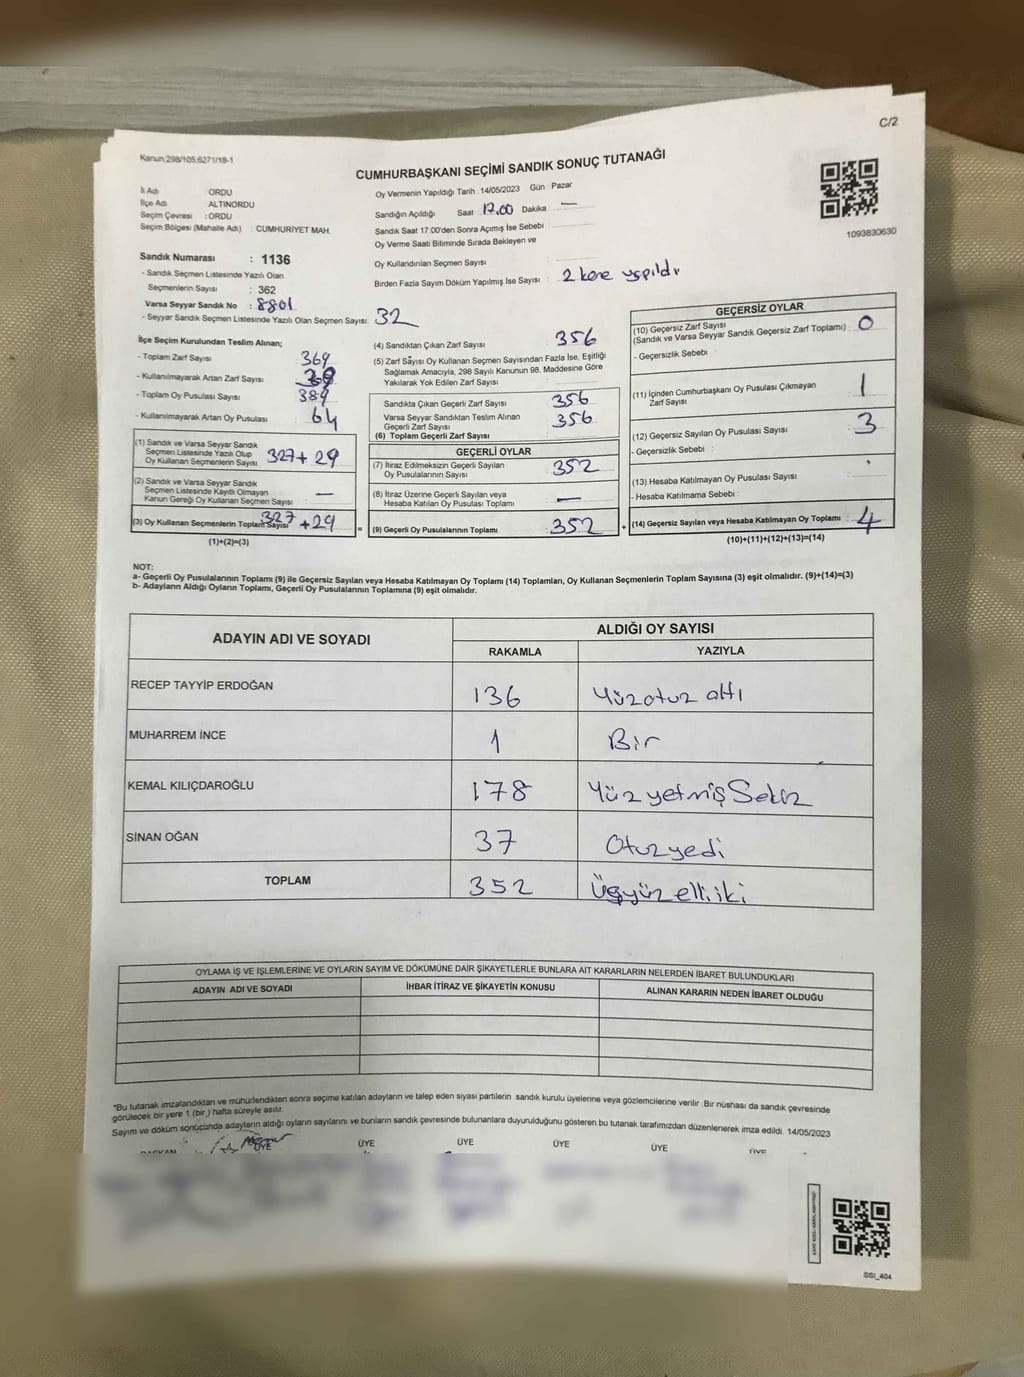 C/2
Kanun,298/105,6271/18-1
CUMHURBAŞKANI SEÇİMİ SANDIK SONUÇ TUTANAĞI
İl Adı ORDU
İlçe Adı ALTINORDU
Seçim Çevresi : ORDU
Seçim Bölgesi (Mahalle Adı) : CUMHURİYET MAH.
Oy Vermenin Yapıldığı Tarih 14/05/2023 Gün : Pazar
Sandığın Açıldığı Saat 17.00 Dakika : —
Sandık Saat 17:00'den Sonra Açımış İse Sebebi :
Oy Verme Saati Bitiminde Sırada Bekleyen ve
Oy Kullandırılan Seçmen Sayısı :
Birden Fazla Sayım Döküm Yapılmış İse Sayısı : 2 kere yapıldı
1093830630
Sandık Numarası : 1136
- Sandık Seçmen Listesinde Yazılı Olan
Seçmenlerin Sayısı : 362
Varsa Seyyar Sandık No : 8801
- Seyyar Sandık Seçmen Listesinde Yazılı Olan Seçmen Sayısı: 32
İlçe Seçim Kurulundan Teslim Alınan;
- Toplam Zarf Sayısı 369
- Kullanılmayarak Artan Zarf Sayısı
- Toplam Oy Pusulası Sayısı 389
- Kullanılmayarak Artan Oy Pusulası 64
(1) Sandık ve Varsa Seyyar Sandık
Seçmen Listesinde Yazılı Olup
Oy Kullanan Seçmenlerin Sayısı 327+29
(2) Sandık ve Varsa Seyyar Sandık
Seçmen Listesinde Kayıtlı Olmayan
Kanun Gereği Oy Kullanan Seçmen Sayısı —
(3) Oy Kullanan Seçmenlerin Toplam Sayısı 327 +29 =
(1)+(2)=(3)
(4) Sandıktan Çıkan Zarf Sayısı 356
(5) Zarf Sayısı Oy Kullanan Seçmen Sayısından Fazla İse, Eşitliği
Sağlamak Amacıyla, 298 Sayılı Kanunun 98. Maddesine Göre
Yakılarak Yok Edilen Zarf Sayısı
Sandıkta Çıkan Geçerli Zarf Sayısı 356
Varsa Seyyar Sandıktan Teslim Alınan
Geçerli Zarf Sayısı 356
(6) Toplam Geçerli Zarf Sayısı
GEÇERLİ OYLAR
(7) İtiraz Edilmeksizin Geçerli Sayılan
Oy Pusulalarının Sayısı 352
(8) İtiraz Üzerine Geçerli Sayılan veya
Hesaba Katılan Oy Pusulası Toplamı —
(9) Geçerli Oy Pusulalarının Toplamı 352 +
GEÇERSİZ OYLAR
(10) Geçersiz Zarf Sayısı
(Sandık ve Varsa Seyyar Sandık Geçersiz Zarf Toplamı) : 0
- Geçersizlik Sebebi :
(11) İçinden Cumhurbaşkanı Oy Pusulası Çıkmayan
Zarf Sayısı 1
(12) Geçersiz Sayılan Oy Pusulası Sayısı 3
- Geçersizlik Sebebi :
(13) Hesaba Katılmayan Oy Pusulası Sayısı
- Hesaba Katılmama Sebebi :
(14) Geçersiz Sayılan veya Hesaba Katılmayan Oy Toplamı 4
(10)+(11)+(12)+(13)=(14)
NOT:
a- Geçerli Oy Pusulalarının Toplamı (9) ile Geçersiz Sayılan veya Hesaba Katılmayan Oy Toplamı (14) Toplamları, Oy Kullanan Seçmenlerin Toplam Sayısına (3) eşit olmalıdır. (9)+(14)=(3)
b- Adayların Aldığı Oyların Toplamı, Geçerli Oy Pusulalarının Toplamına (9) eşit olmalıdır.
ADAYIN ADI VE SOYADI ALDIĞI OY SAYISI
RAKAMLA YAZIYLA
RECEP TAYYİP ERDOĞAN 136 Yüzotuz altı
MUHARREM İNCE 1 Bir
KEMAL KILIÇDAROĞLU 178 Yüz yetmiş Sekiz
SİNAN OĞAN 37 Otuzyedi
TOPLAM 352 Üçyüz elli iki
OYLAMA İŞ VE İŞLEMLERİNE VE OYLARIN SAYIM VE DÖKÜMÜNE DAİR ŞİKAYETLERLE BUNLARA AİT KARARLARIN NELERDEN İBARET BULUNDUKLARI
ADAYIN ADI VE SOYADI İHBAR İTİRAZ VE ŞİKAYETİN KONUSU ALINAN KARARIN NEDEN İBARET OLDUĞU
*Bu tutanak imzalandıktan ve mühürlendikten sonra seçime katılan adayların ve talep eden siyasi partilerin sandık kurulu üyelerine veya gözlemcilerine verilir. Bir nüshası da sandık çevresinde
görülecek bir yere 1 (bir) hafta süreyle asılır.
Sayım ve döküm sonucunda adayların aldığı oyların sayılarını ve bunların sandık çevresinde bulunanlara duyurulduğunu gösteren bu tutanak tarafımızdan düzenlenerek imza edildi. 14/05/2023
BAŞKAN ÜYE ÜYE ÜYE ÜYE ÜYE ÜYE
SSI_404